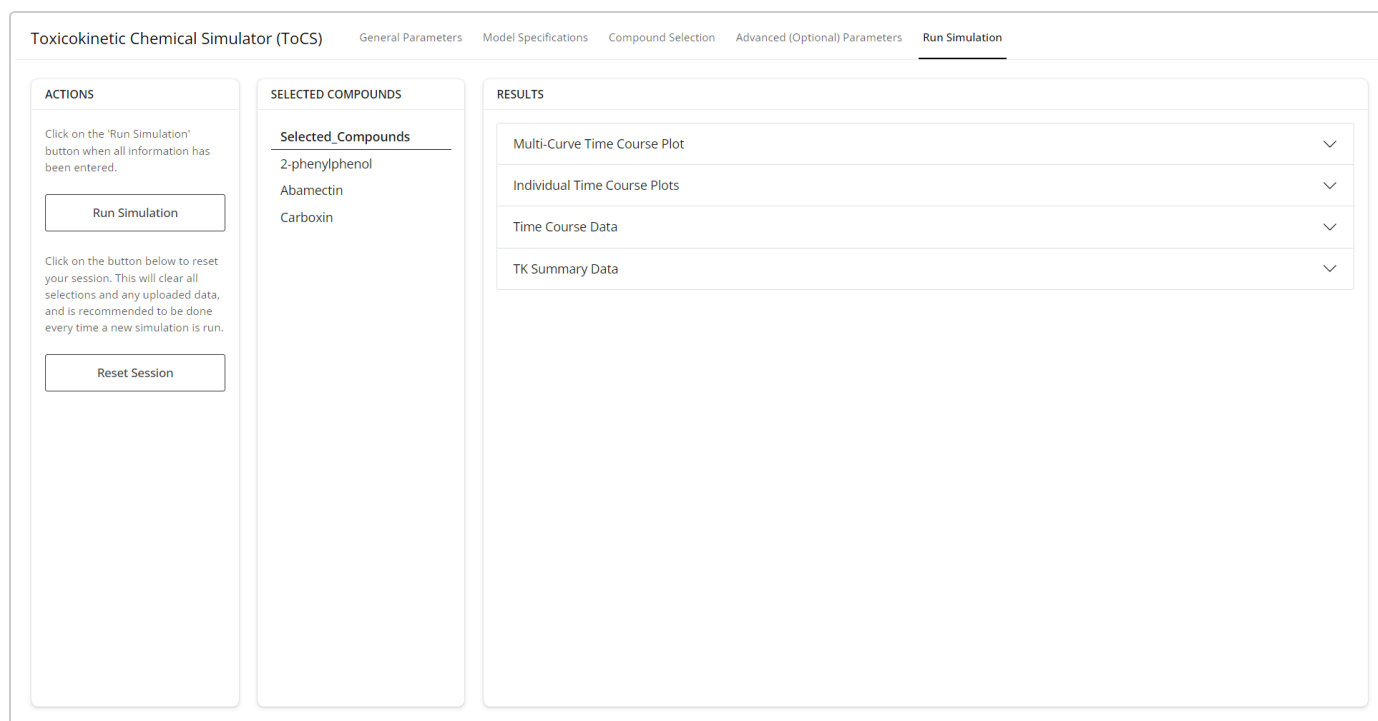 Toxicokinetic Chemical Simulator (ToCS) General Parameters Model Specifications Compound Selection Advanced (Optional) Parameters Run Simulation
ACTIONS
Click on the 'Run Simulation'
button when all information has
been entered.
Run Simulation
Click on the button below to reset
your session. This will clear all
selections and any uploaded data,
and is recommended to be done
every time a new simulation is run.
Reset Session
SELECTED COMPOUNDS
Selected_Compounds
2-phenylphenol
Abamectin
Carboxin
RESULTS
Multi-Curve Time Course Plot
Individual Time Course Plots
Time Course Data
TK Summary Data